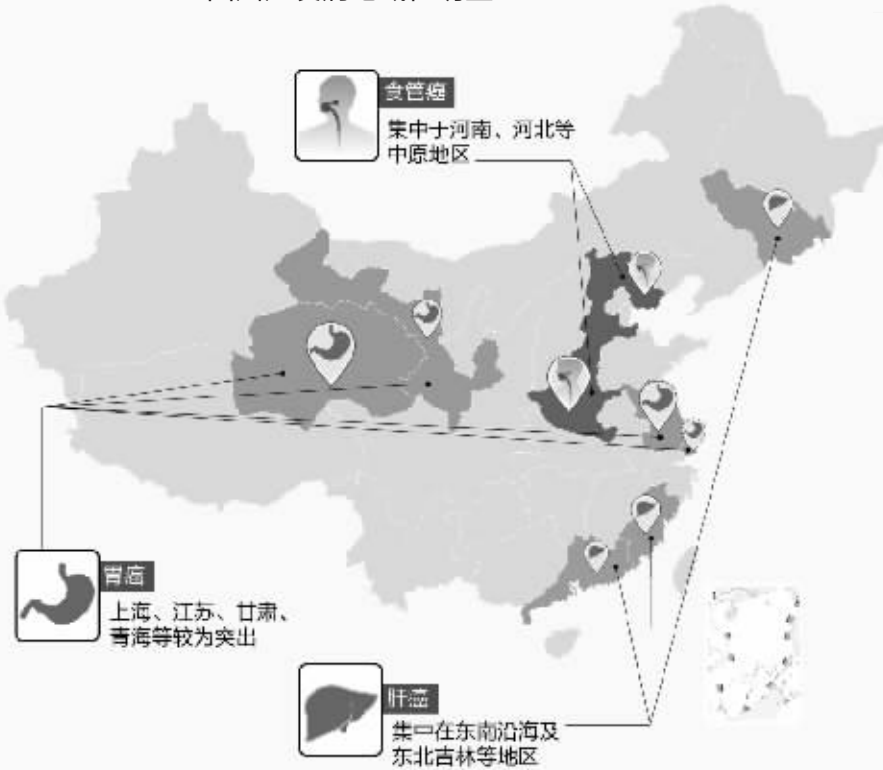 食管癌
集中于河南、河北等
中原地区
胃癌
上海、江苏、甘肃、
青海等较为突出
肝癌
集中在东南沿海及
东北吉林等地区